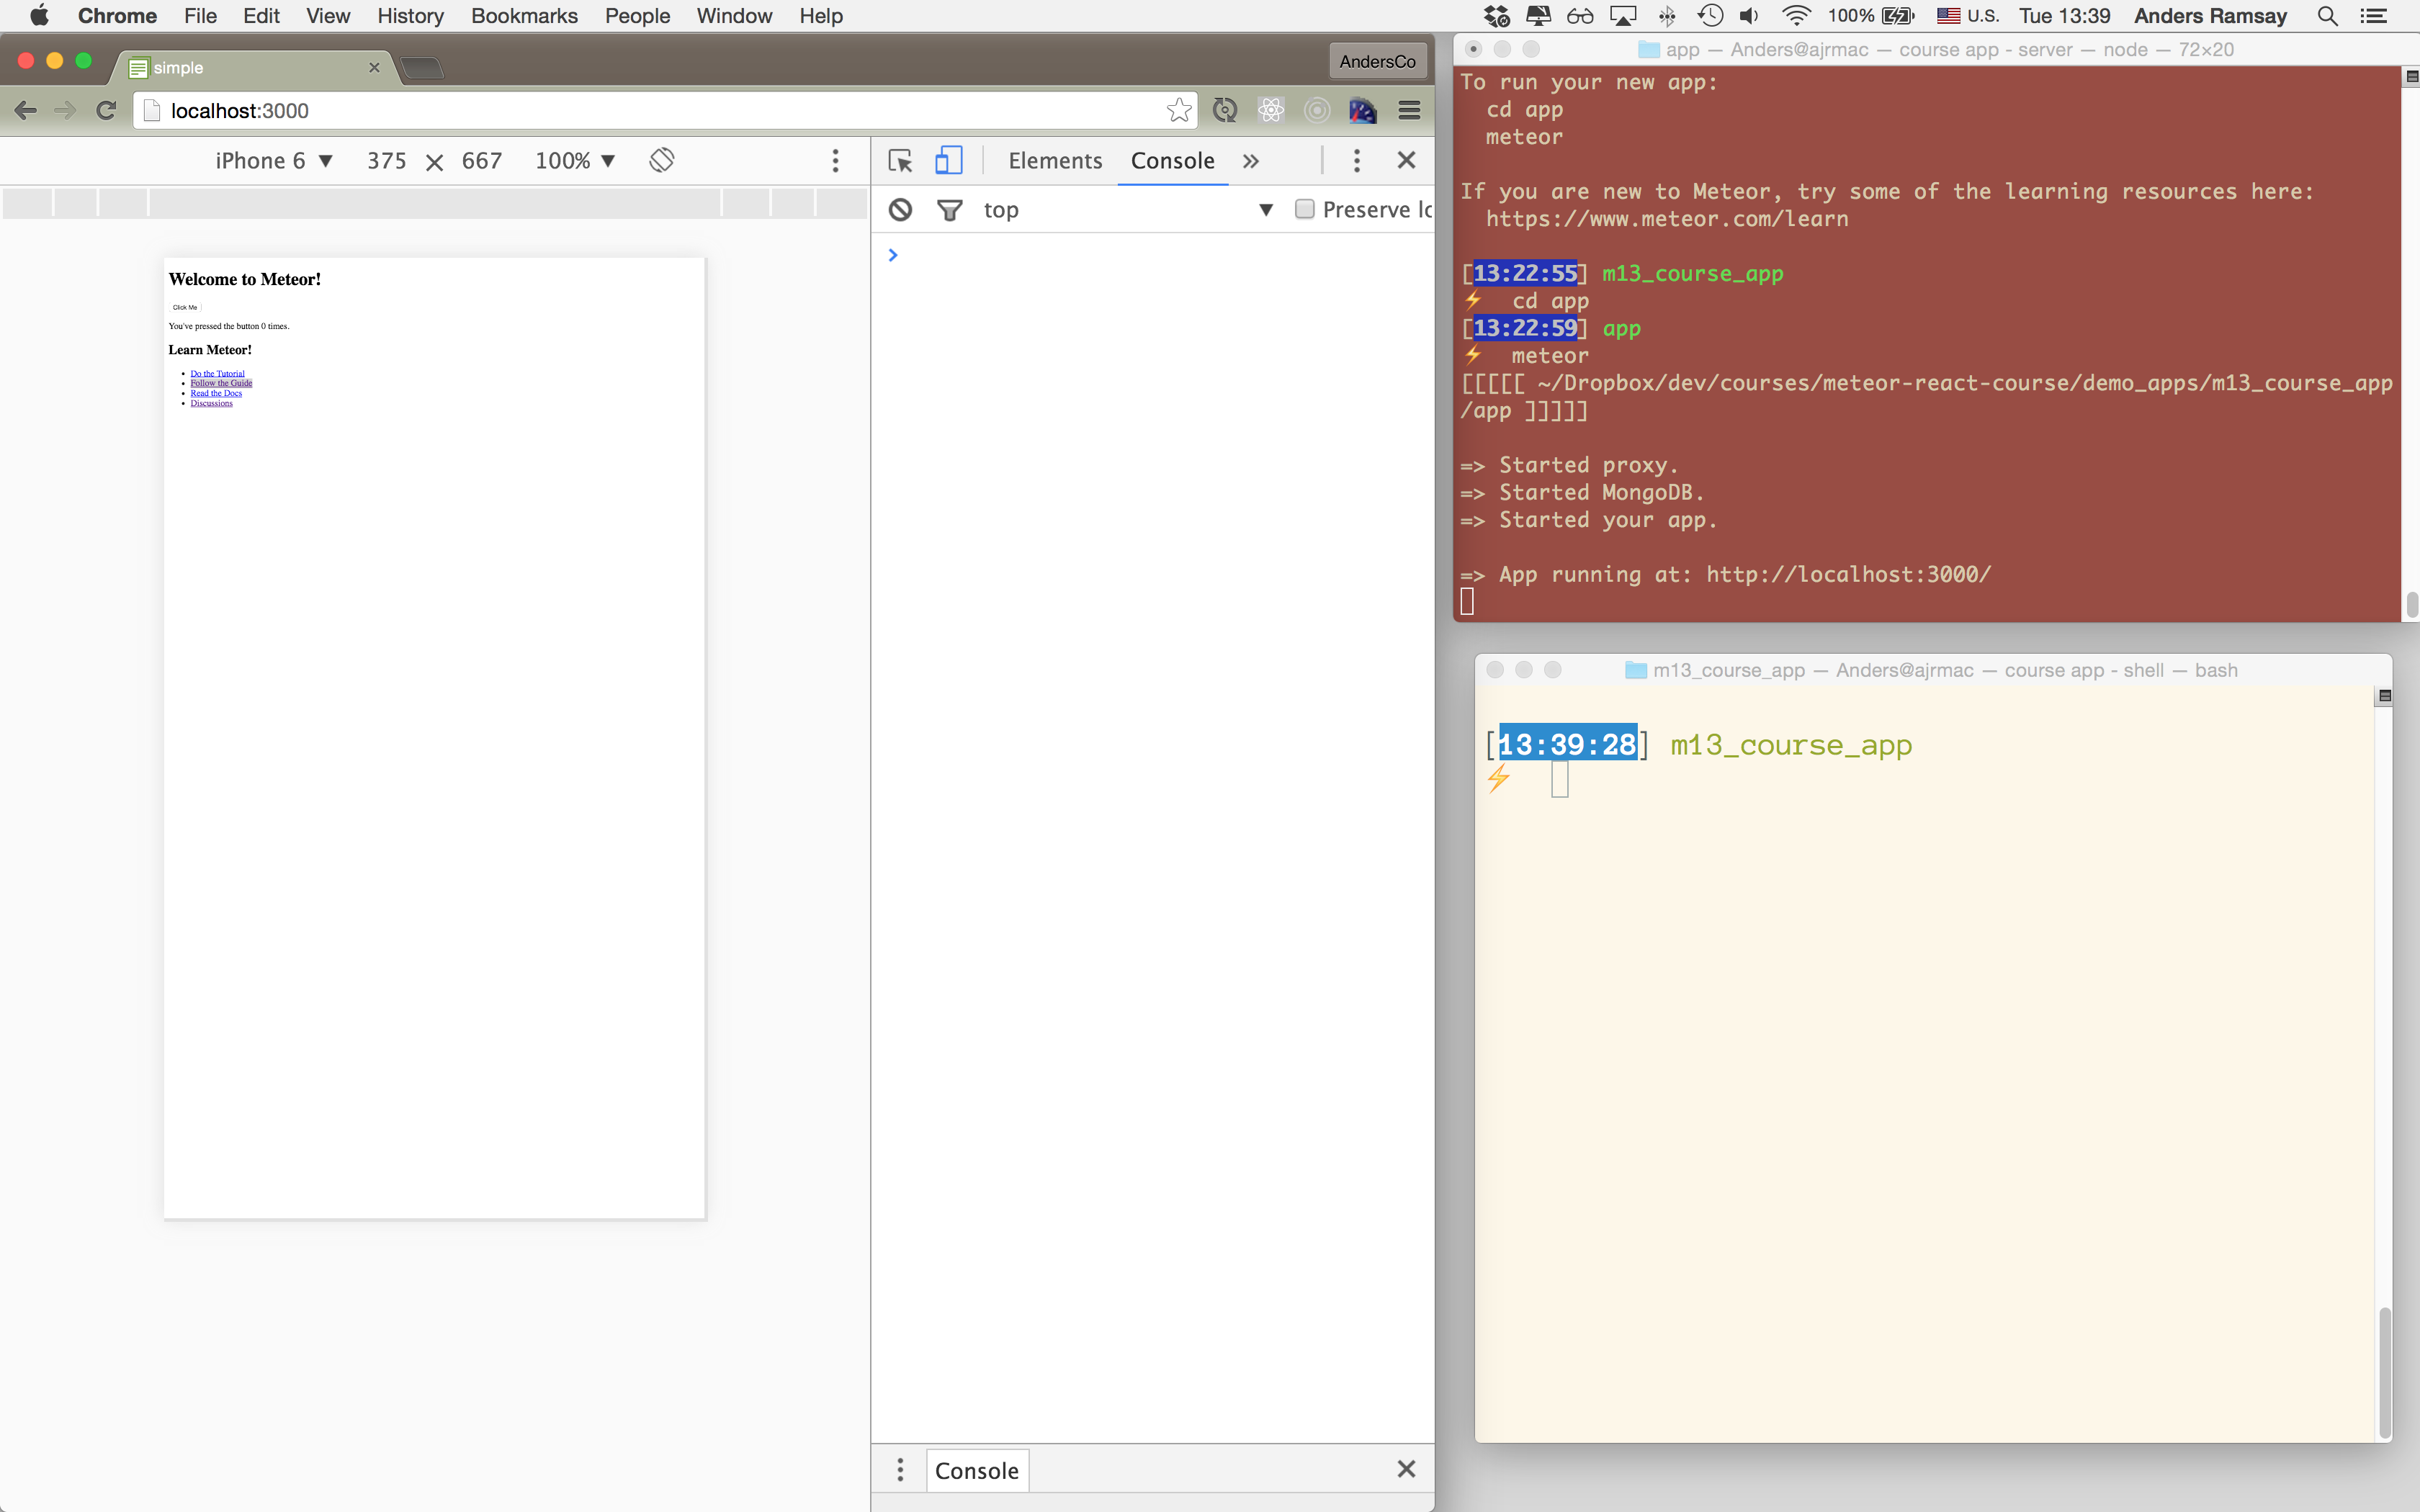 Chrome File Edit View History Bookmarks People Window Help
100% U.S. Tue 13:39 Anders Ramsay
simple
AndersCo
localhost:3000
iPhone 6 ▼ 375 × 667 100% ▼
Elements Console »
top ▼ Preserve lo
>
Welcome to Meteor!
Click Me
You've pressed the button 0 times.
Learn Meteor!
• Do the Tutorial
• Follow the Guide
• Read the Docs
• Discussions
Console
app — Anders@ajrmac — course app - server — node — 72×20
To run your new app:
cd app
meteor
If you are new to Meteor, try some of the learning resources here:
https://www.meteor.com/learn
[13:22:55] m13_course_app
⚡ cd app
[13:22:59] app
⚡ meteor
[[[[[ ~/Dropbox/dev/courses/meteor-react-course/demo_apps/m13_course_app
/app ]]]]]
=> Started proxy.
=> Started MongoDB.
=> Started your app.
=> App running at: http://localhost:3000/
m13_course_app — Anders@ajrmac — course app - shell — bash
[13:39:28] m13_course_app
⚡